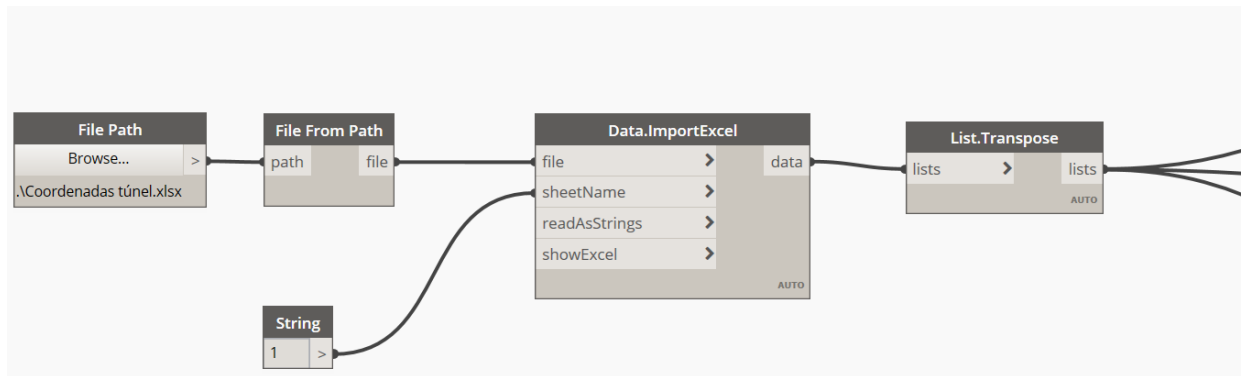 File Path
Browse... >
.\Coordenadas túnel.xlsx
File From Path
path file
Data.ImportExcel
file > data
sheetName >
readAsStrings >
showExcel >
AUTO
List.Transpose
lists > lists
AUTO
String
1 >